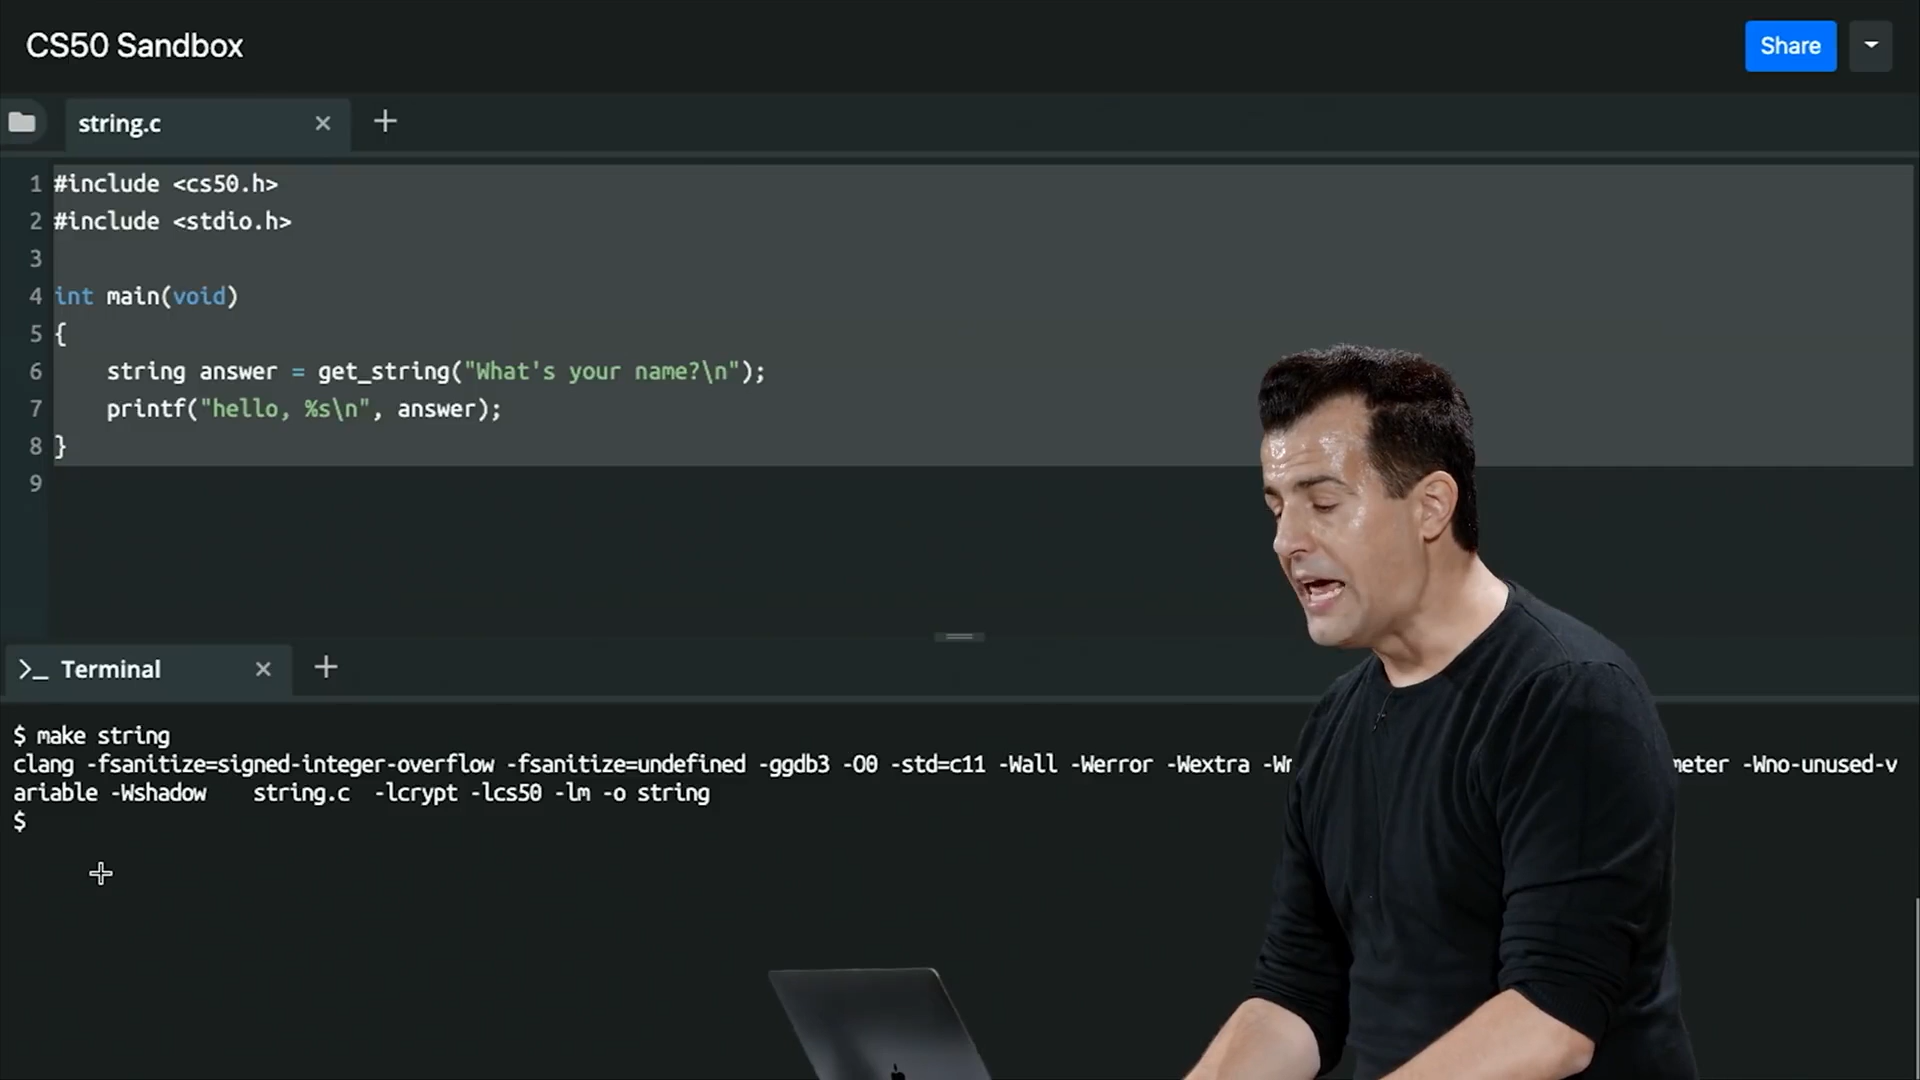 CS50 Sandbox
Share
string.c
1 #include <cs50.h>
2 #include <stdio.h>
3
4 int main(void)
5 {
6 string answer = get_string("What's your name?\n");
7 printf("hello, %s\n", answer);
8 }
9
>_ Terminal
$ make string
clang -fsanitize=signed-integer-overflow -fsanitize=undefined -ggdb3 -O0 -std=c11 -Wall -Werror -Wextra -Wno-unused-v
ariable -Wshadow string.c -lcrypt -lcs50 -lm -o string
$